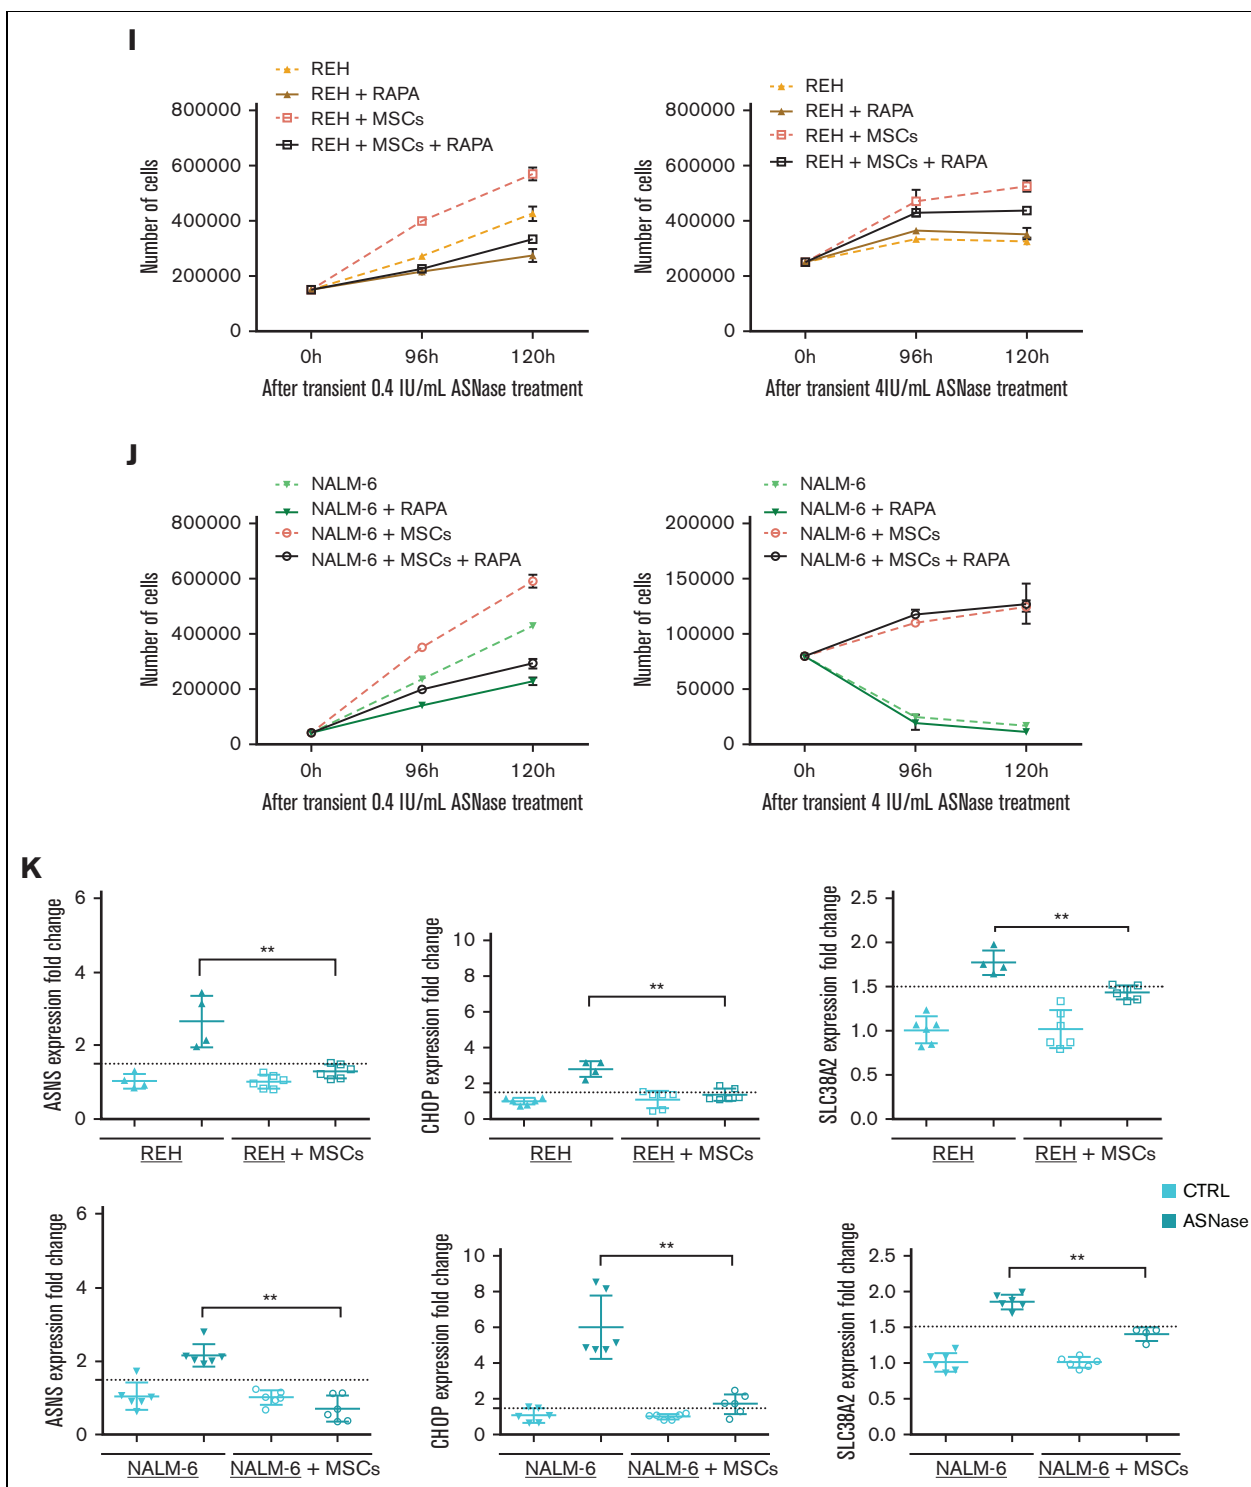 I
REH
REH + RAPA
REH + MSCs
REH + MSCs + RAPA
Number of cells
800000
600000
400000
200000
0
0h 96h 120h
After transient 0.4 IU/mL ASNase treatment
REH
REH + RAPA
REH + MSCs
REH + MSCs + RAPA
Number of cells
800000
600000
400000
200000
0
0h 96h 120h
After transient 4IU/mL ASNase treatment
J
NALM-6
NALM-6 + RAPA
NALM-6 + MSCs
NALM-6 + MSCs + RAPA
Number of cells
800000
600000
400000
200000
0
0h 96h 120h
After transient 0.4 IU/mL ASNase treatment
NALM-6
NALM-6 + RAPA
NALM-6 + MSCs
NALM-6 + MSCs + RAPA
Number of cells
200000
150000
100000
50000
0
0h 96h 120h
After transient 4 IU/mL ASNase treatment
K
ASNS expression fold change
6
4
2
0
**
REH REH + MSCs
CHOP expression fold change
10
8
6
4
2
0
**
REH REH + MSCs
SLC38A2 expression fold change
2.5
2.0
1.5
1.0
0.5
0.0
**
REH REH + MSCs
CTRL
ASNase
ASNS expression fold change
6
4
2
0
**
NALM-6 NALM-6 + MSCs
CHOP expression fold change
10
8
6
4
2
0
**
NALM-6 NALM-6 + MSCs
SLC38A2 expression fold change
2.5
2.0
1.5
1.0
0.5
0.0
**
NALM-6 NALM-6 + MSCs